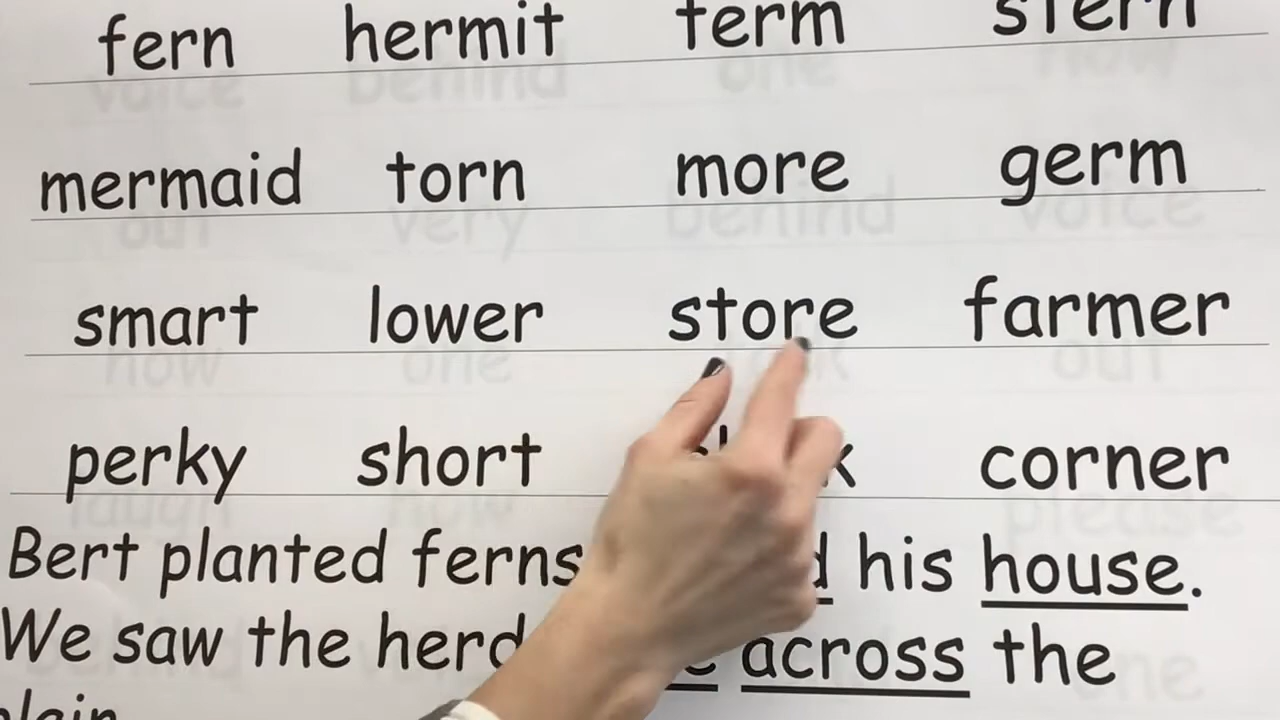 fern hermit term stern
mermaid torn more germ
smart lower store farmer
perky short corner
Bert planted ferns his house.
We saw the herd across the